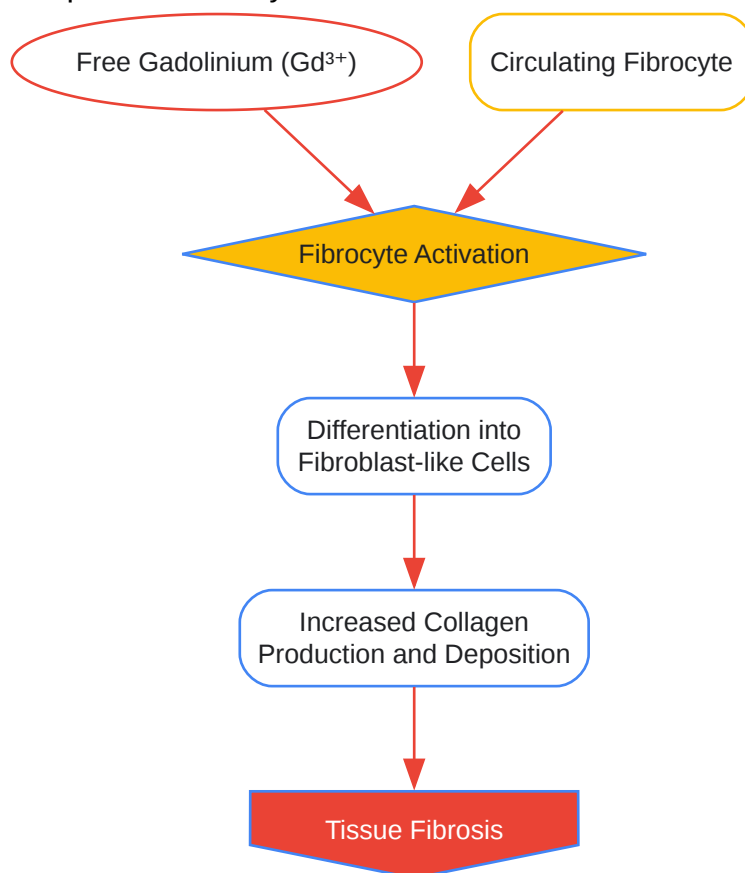 Free Gadolinium (Gd³⁺)
Circulating Fibrocyte
Fibrocyte Activation
Differentiation into
Fibroblast-like Cells
Increased Collagen
Production and Deposition
Tissue Fibrosis